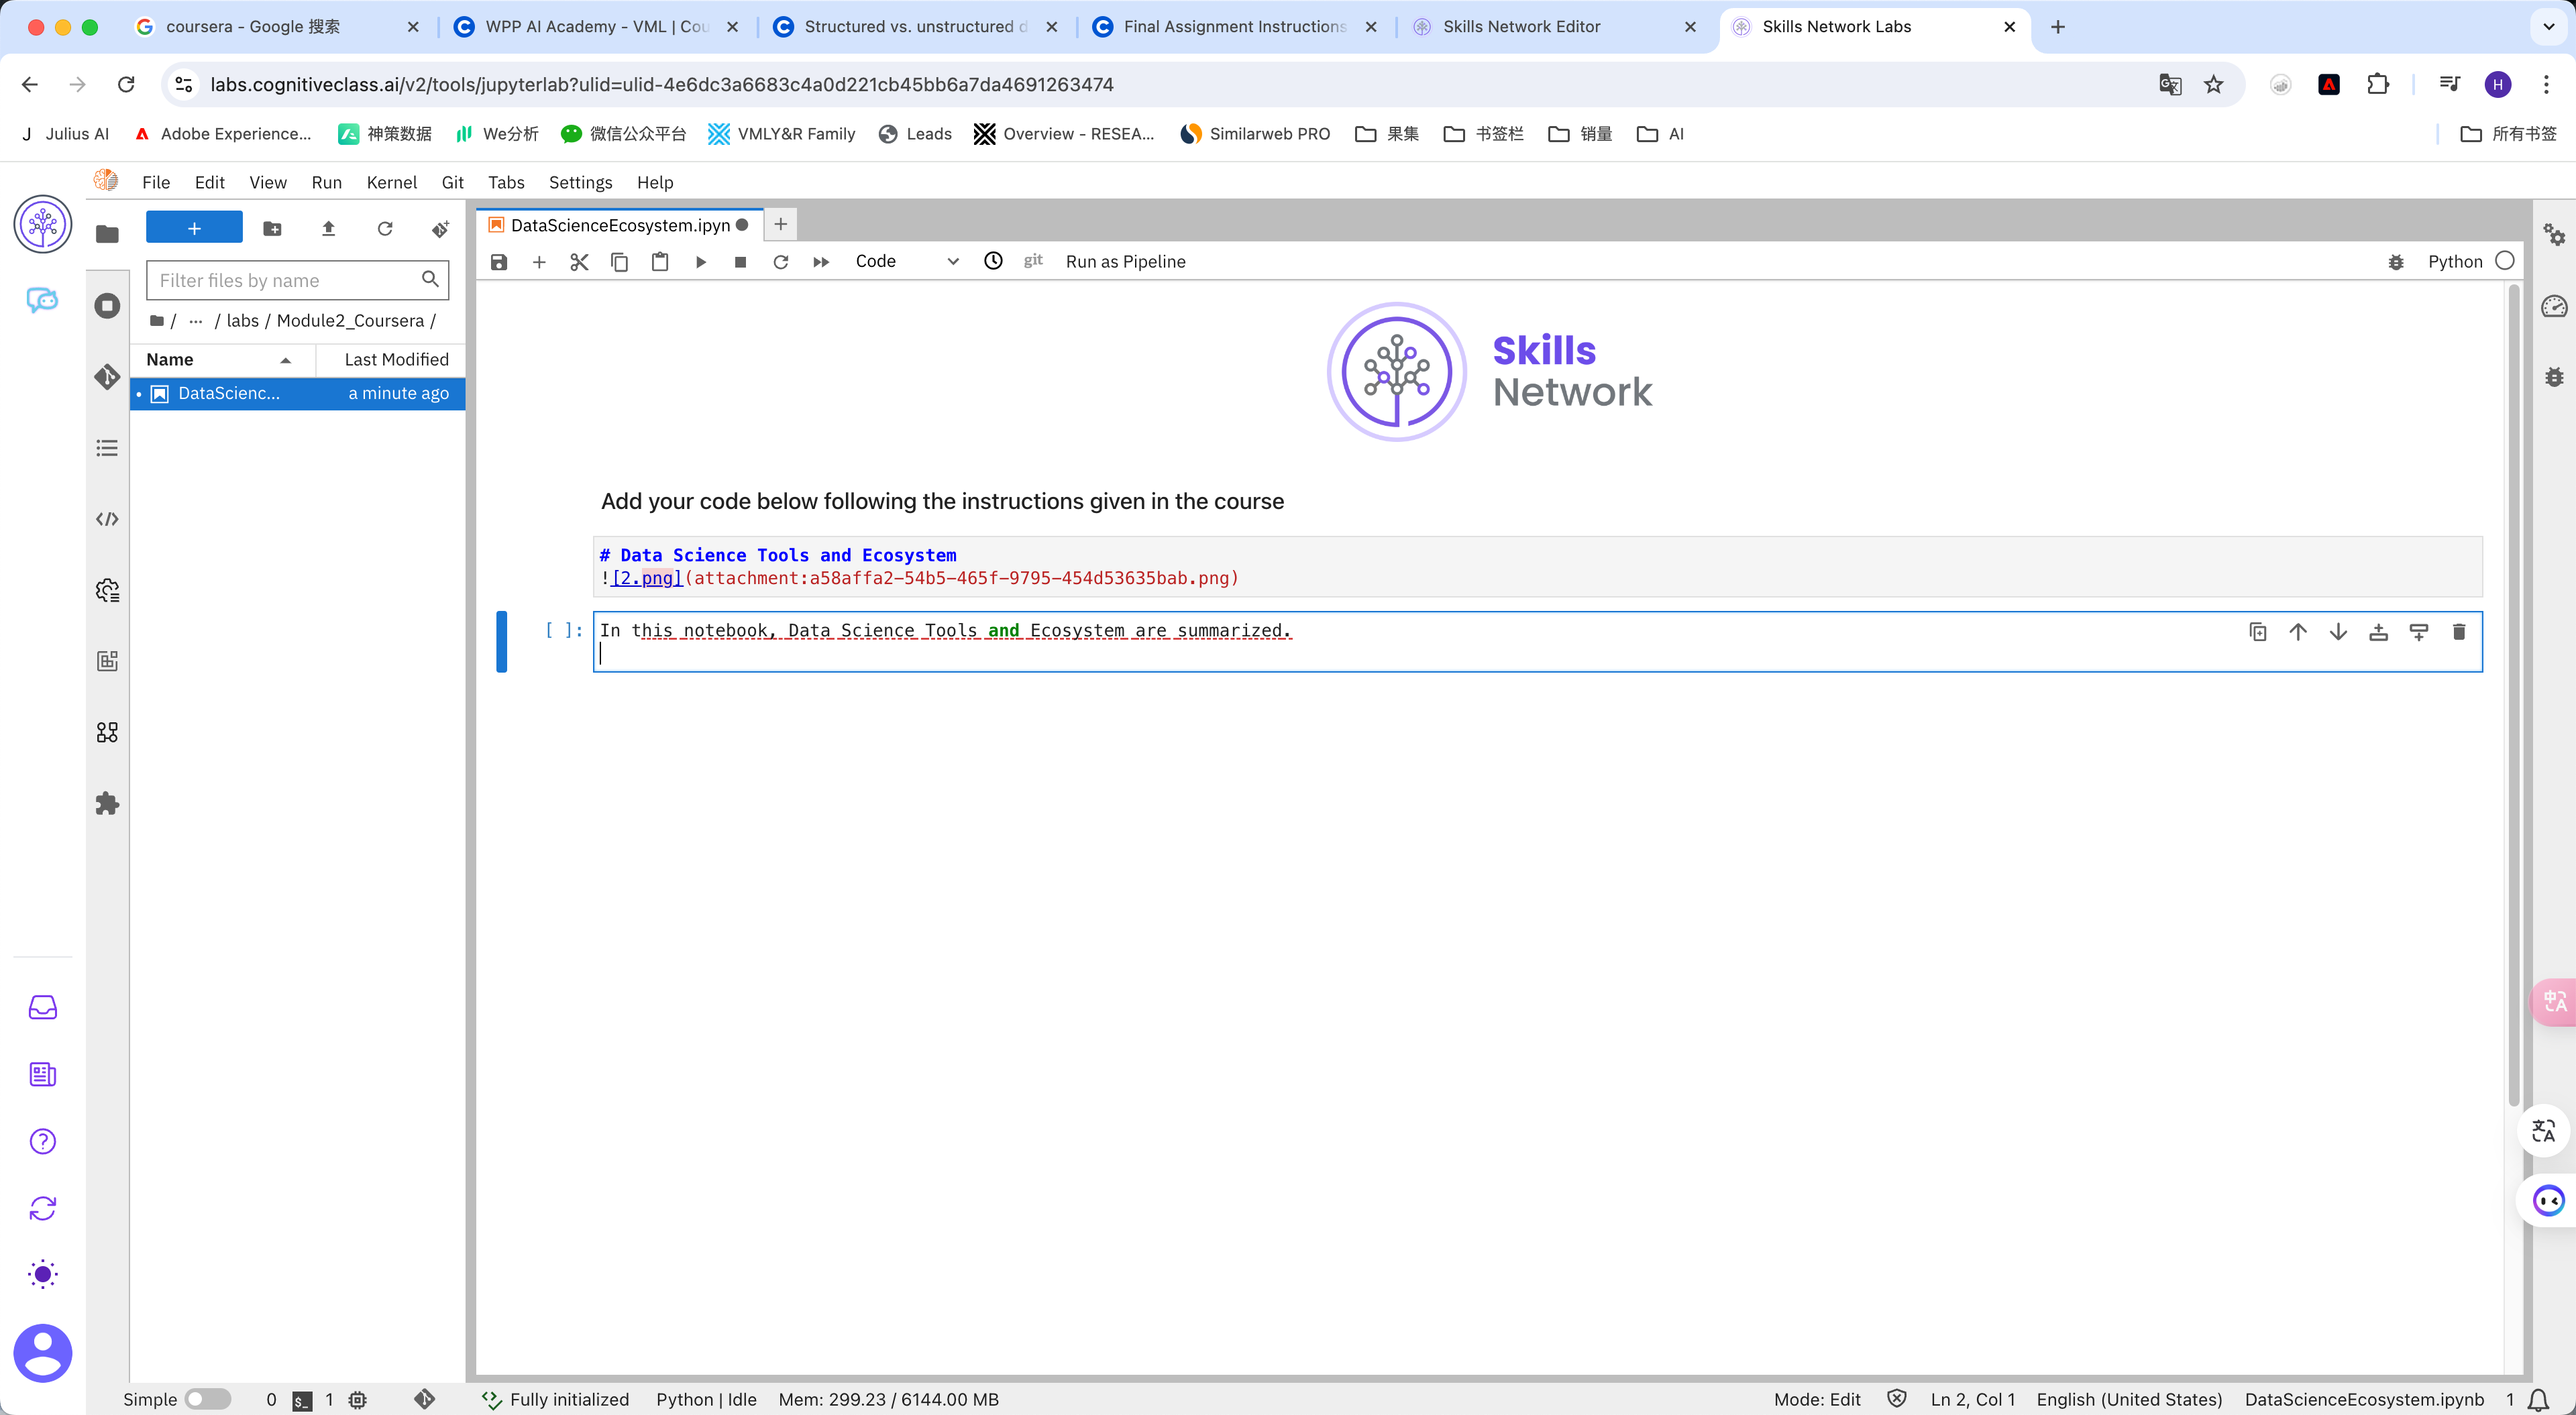 coursera - Google 搜索
WPP AI Academy - VML | Cou
Structured vs. unstructured d
Final Assignment Instructions
Skills Network Editor
Skills Network Labs
labs.cognitiveclass.ai/v2/tools/jupyterlab?ulid=ulid-4e6dc3a6683c4a0d221cb45bb6a7da4691263474
H
J Julius AI
Adobe Experience...
神策数据
We分析
微信公众平台
VMLY&R Family
Leads
Overview - RESEA...
Similarweb PRO
果集
书签栏
销量
AI
所有书签
File Edit View Run Kernel Git Tabs Settings Help
DataScienceEcosystem.ipyn
Code
git
Run as Pipeline
Python
Filter files by name
/ ... / labs / Module2_Coursera /
Name Last Modified
DataScienc... a minute ago
Skills
Network
Add your code below following the instructions given in the course
# Data Science Tools and Ecosystem
![2.png](attachment:a58affa2-54b5-465f-9795-454d53635bab.png)
[ ]: In this notebook, Data Science Tools and Ecosystem are summarized.
中A
文A
Simple
0
$_
1
Fully initialized
Python | Idle
Mem: 299.23 / 6144.00 MB
Mode: Edit
Ln 2, Col 1
English (United States)
DataScienceEcosystem.ipynb
1